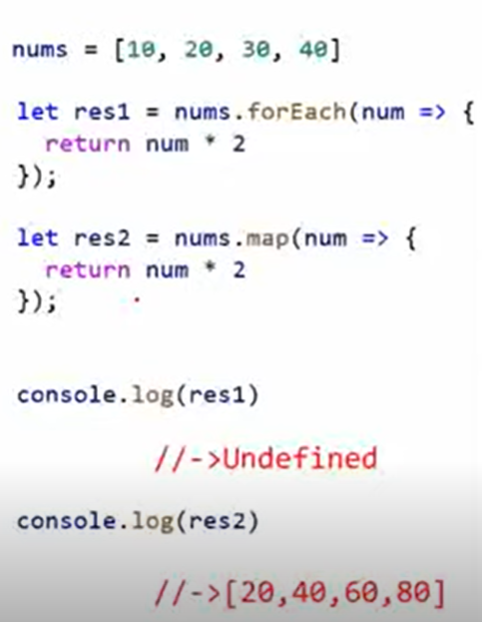 nums = [10, 20, 30, 40]
let res1 = nums.forEach(num => {
return num * 2
});
let res2 = nums.map(num => {
return num * 2
});
console.log(res1)
//->Undefined
console.log(res2)
//->[20,40,60,80]